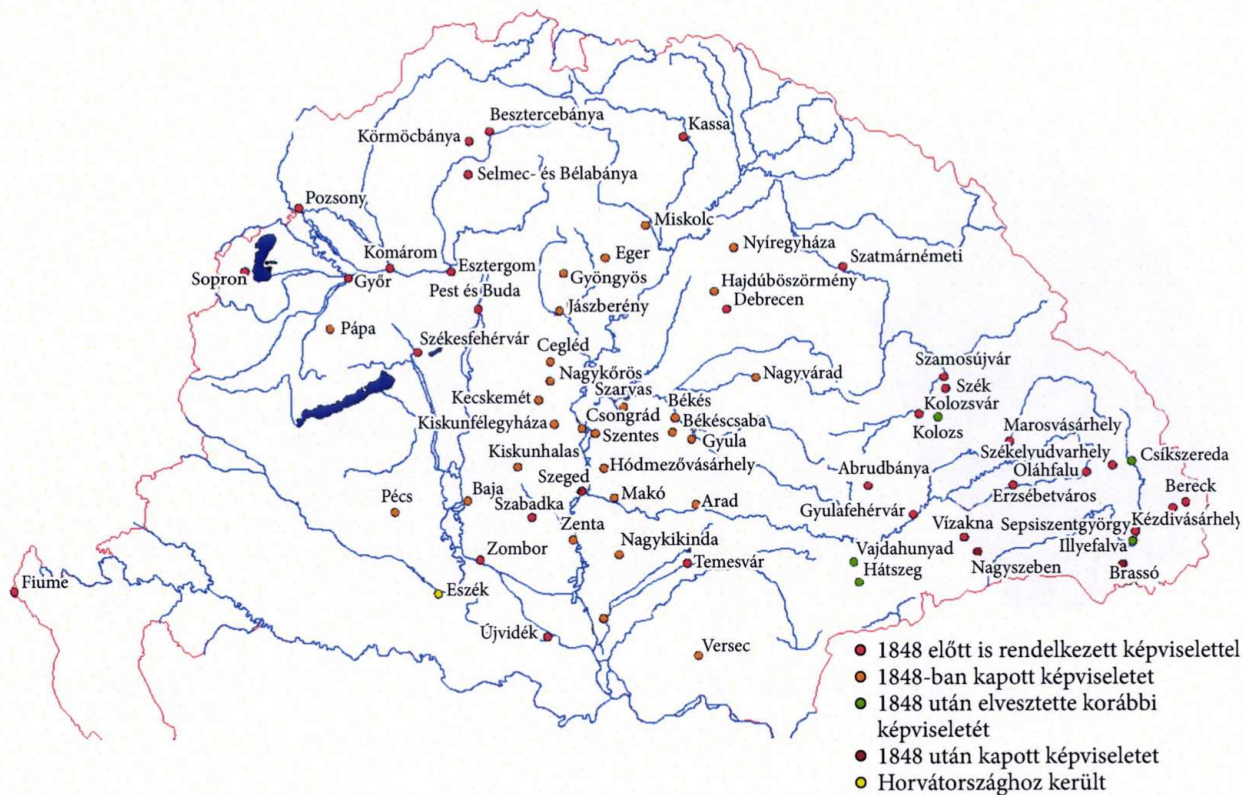 Besztercebánya
Körmöcbánya
Kassa
Selmec- és Bélabánya
Pozsony
Miskolc
Nyíregyháza
Eger
Szatmárnémeti
Komárom
Esztergom
Sopron
Győr
Gyöngyös
Hajdúböszörmény
Pest és Buda
Debrecen
Jászberény
Pápa
Székesfehérvár
Cegléd
Szamosújvár
Nagykőrös
Nagyvárad
Szék
Szarvas
Kecskemét
Békés
Kolozsvár
Csongrád
Békéscsaba
Kiskunfélegyháza
Kolozs
Szentes
Gyula
Marosvásárhely
Székelyudvarhely
Csíkszereda
Kiskunhalas
Hódmezővásárhely
Abrudbánya
Oláhfalu
Szeged
Bereck
Pécs
Baja
Makó
Arad
Erzsébetváros
Szabadka
Gyulafehérvár
Kézdivásárhely
Zenta
Vízakna
Sepsiszentgyörgy
Nagykikinda
Illyefalva
Zombor
Temesvár
Vajdahunyad
Hátszeg
Nagyszeben
Brassó
Fiume
Eszék
Újvidék
Versec
1848 előtt is rendelkezett képviselettel
1848-ban kapott képviseletet
1848 után elvesztette korábbi
képviseletét
1848 után kapott képviseletet
Horvátországhoz került